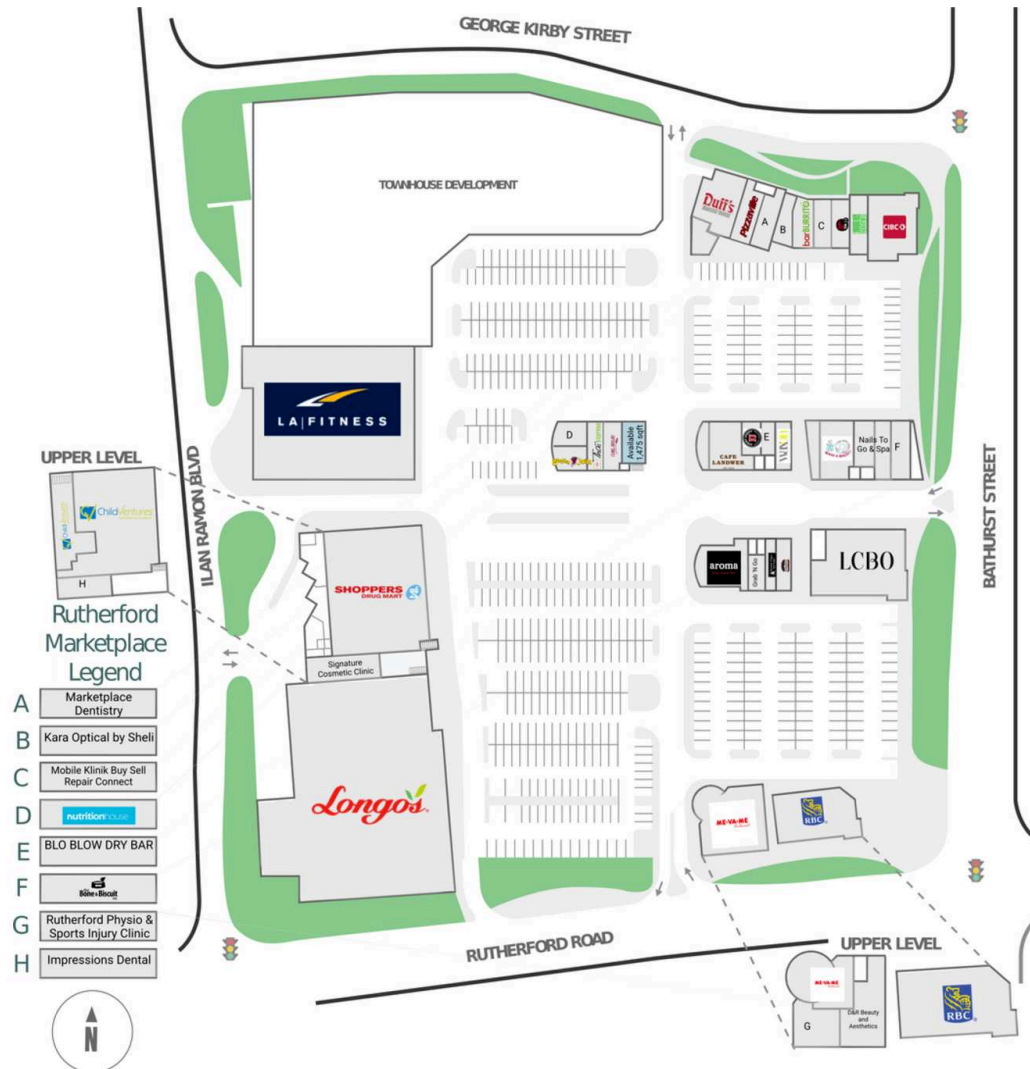 GEORGE KIRBY STREET
TOWNHOUSE DEVELOPMENT
Duff's
Pizzaville
A
B
barBURRITO
C
CIBC
LA|FITNESS
UPPER LEVEL
ILAN RAMON BLVD
BATHURST STREET
D
Available
1,475 sqft
CAFE
LANDWER
E
Nails To
Go & Spa
F
ChildVentures
ChildVentures
H
SHOPPERS
DRUG MART
aroma
Grab 'N Go
LCBO
Signature
Cosmetic Clinic
Longo's
ME•VA•ME
RBC
Rutherford
Marketplace
Legend
A
Marketplace
Dentistry
B
Kara Optical by Sheli
C
Mobile Klinik Buy Sell
Repair Connect
D
nutritionhouse
E
BLO BLOW DRY BAR
F
Bone & Biscuit
G
Rutherford Physio &
Sports Injury Clinic
H
Impressions Dental
N
RUTHERFORD ROAD
UPPER LEVEL
ME•VA•ME
G
D&R Beauty
and
Aesthetics
RBC